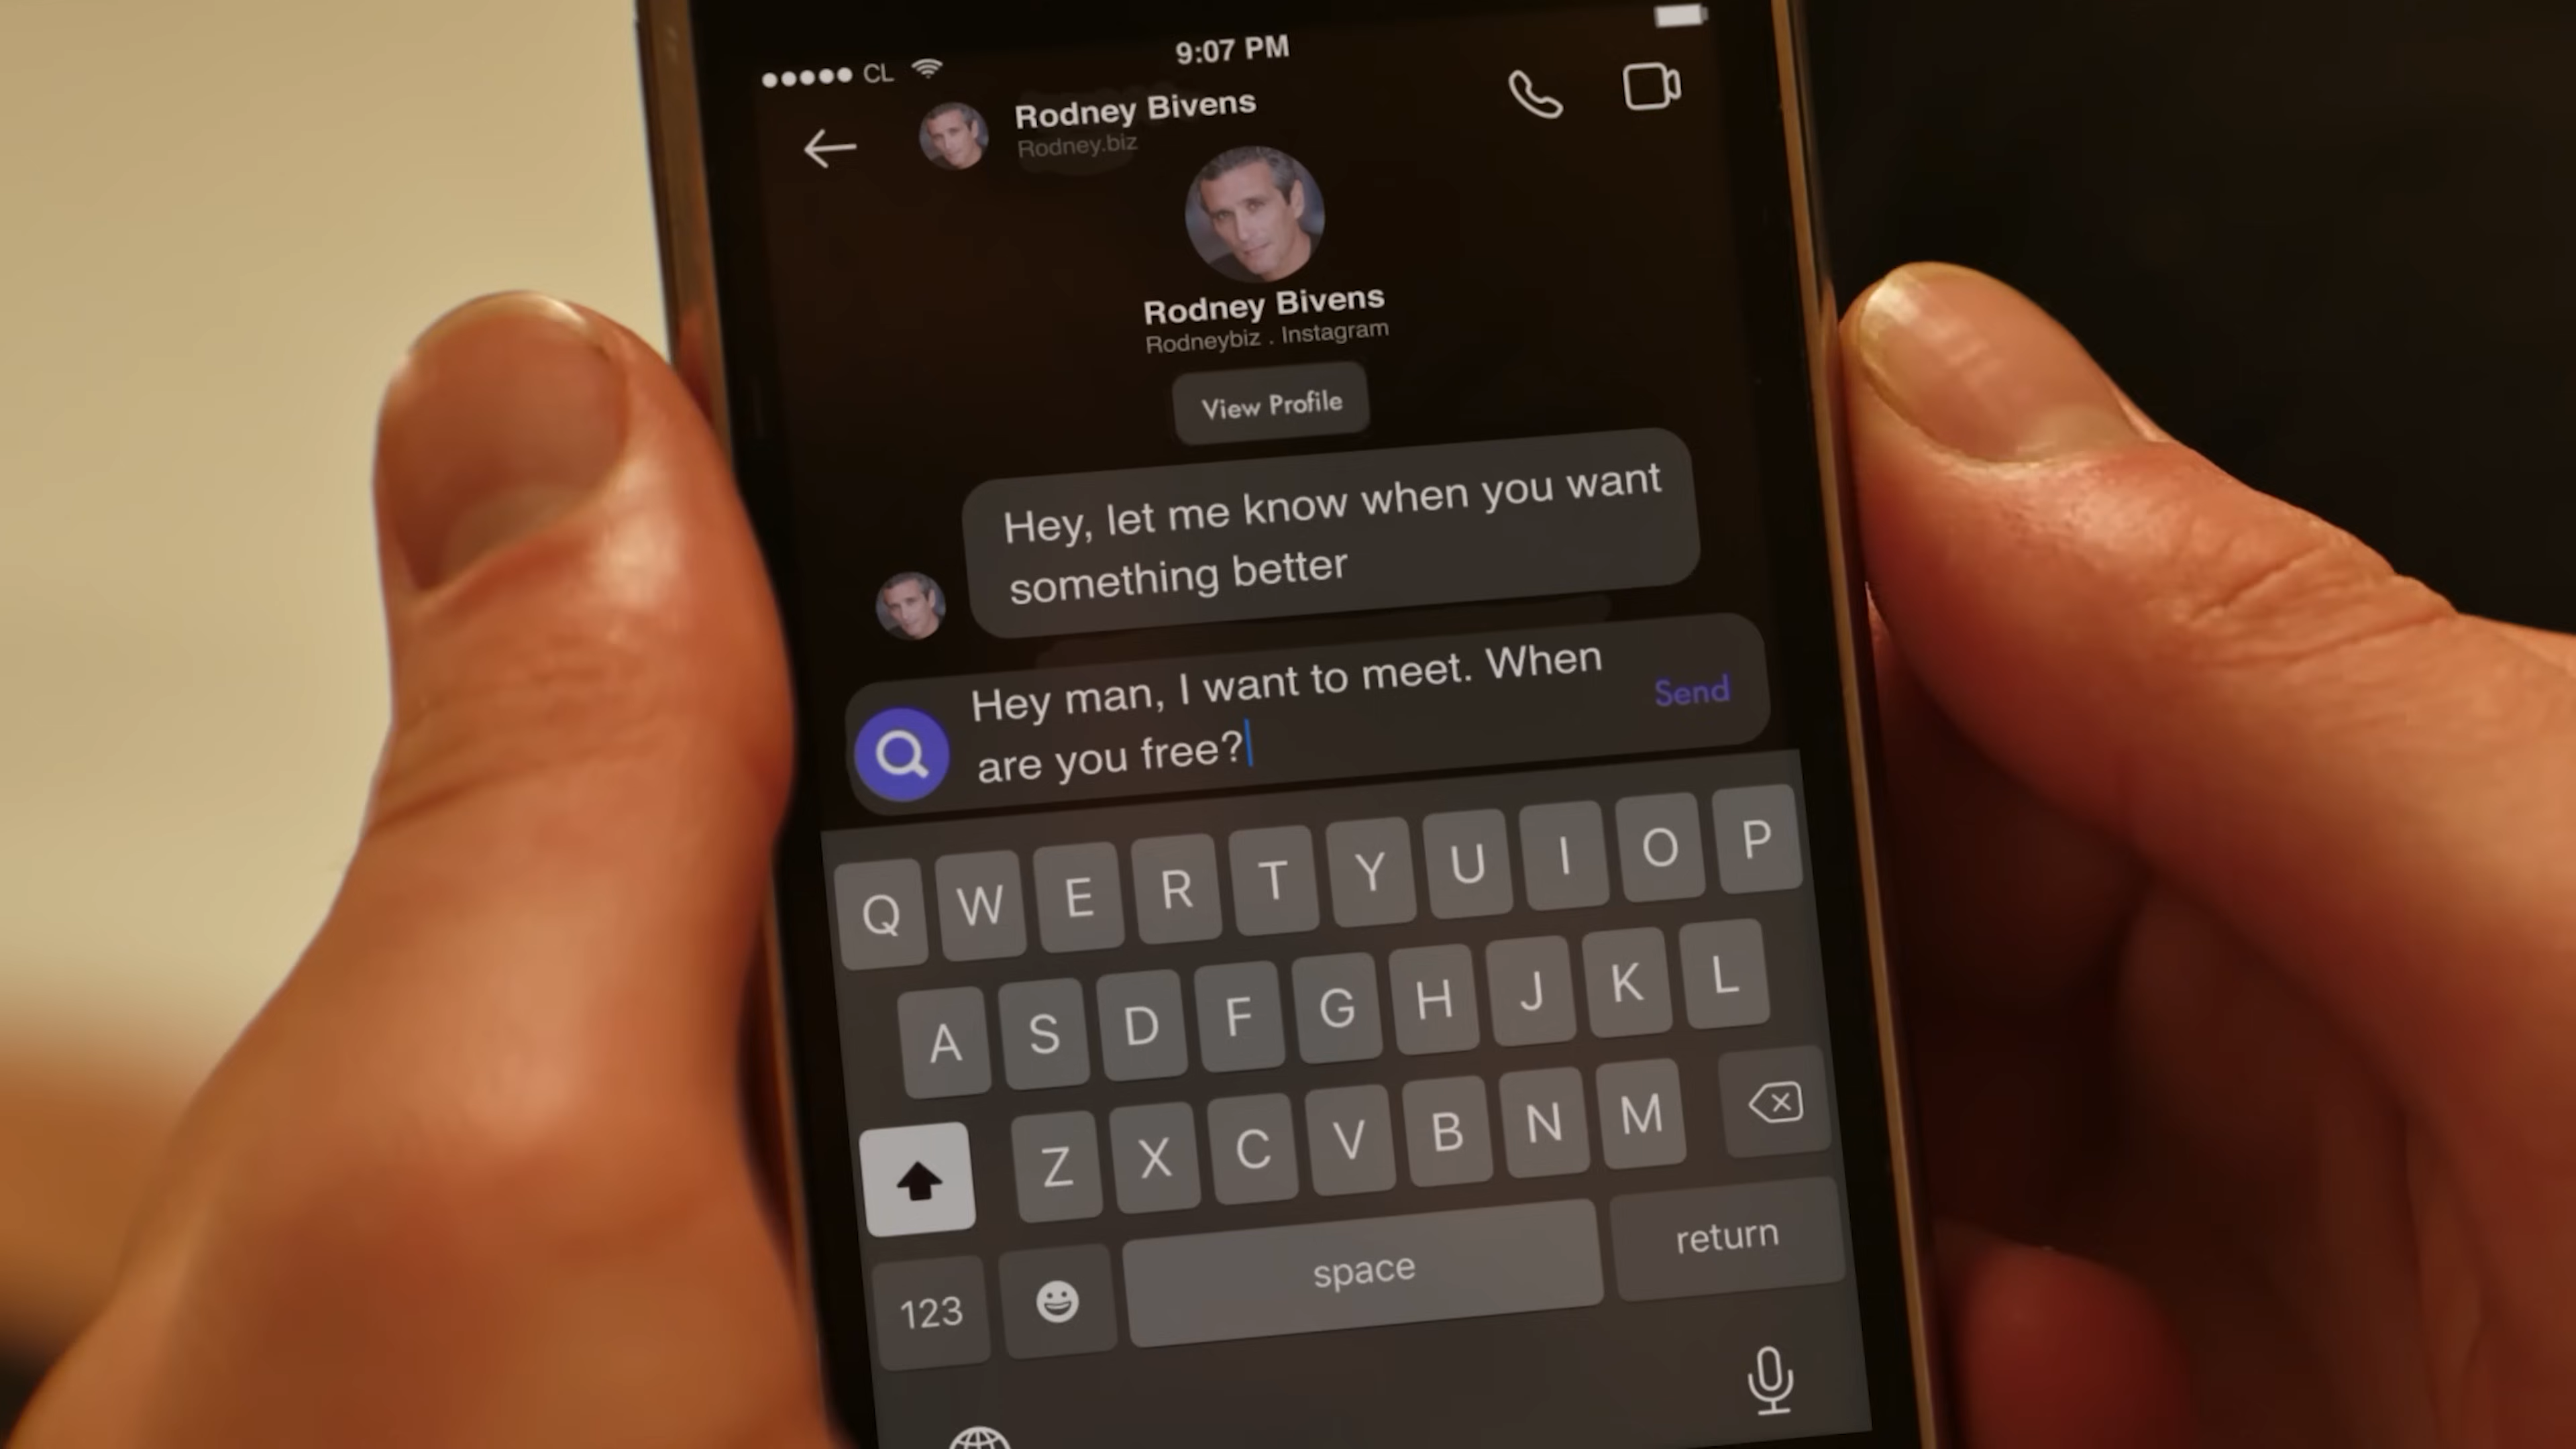 CL
9:07 PM
Rodney Bivens
Rodney.biz
Rodney Bivens
Rodneybiz . Instagram
View Profile
Hey, let me know when you want
something better
Hey man, I want to meet. When
are you free?
Send
Q W E R T Y U I O P
A S D F G H J K L
Z X C V B N M
123
space
return